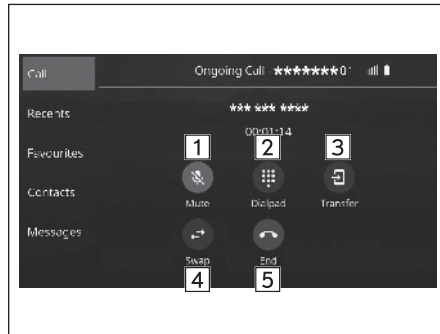 Call
Ongoing Call - *******01
Recents
*** *** ****
00:01:14
Favourites
1 2 3
Mute Dialpad Transfer
Contacts
Messages
Swap End
4 5